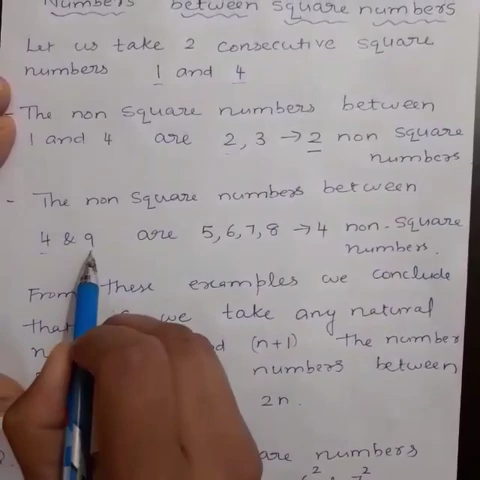 Numbers between square numbers
Let us take 2 consecutive square
numbers 1 and 4
- The non square numbers between
1 and 4 are 2, 3 → 2 non square
numbers
- The non square numbers between
4 & 9 are 5, 6, 7, 8 → 4 non-square
numbers.
From these examples we conclude
that we take any natural
(n+1) The number
numbers between
2n.
numbers